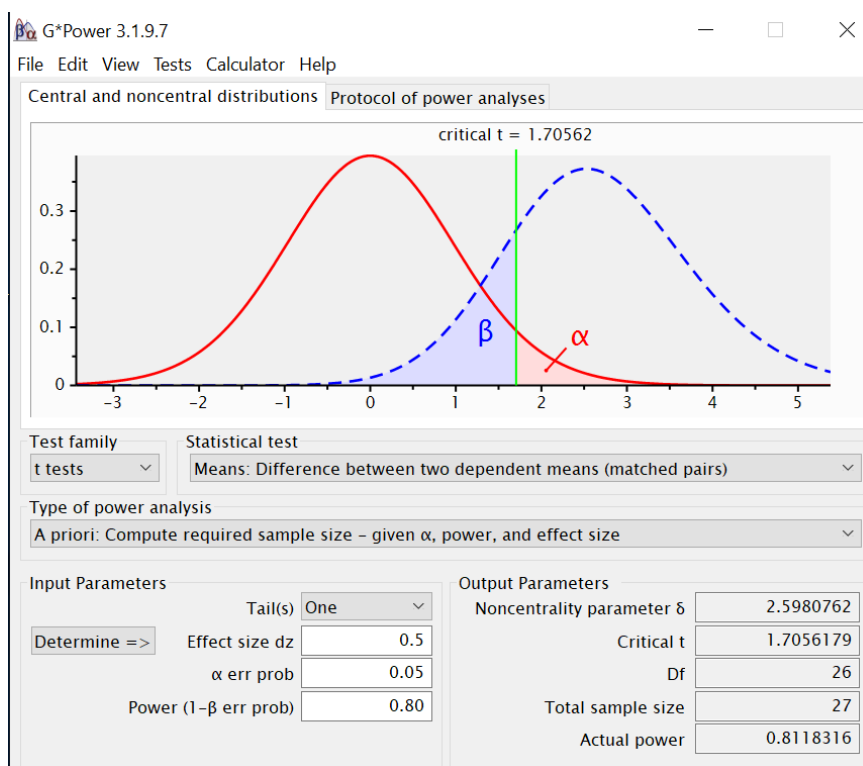 βα G*Power 3.1.9.7
File Edit View Tests Calculator Help
Central and noncentral distributions Protocol of power analyses
critical t = 1.70562
0.3
0.2
0.1
0
β
α
-3 -2 -1 0 1 2 3 4 5
Test family Statistical test
t tests Means: Difference between two dependent means (matched pairs)
Type of power analysis
A priori: Compute required sample size - given α, power, and effect size
Input Parameters Output Parameters
Tail(s) One Noncentrality parameter δ 2.5980762
Determine => Effect size dz 0.5 Critical t 1.7056179
α err prob 0.05 Df 26
Power (1-β err prob) 0.80 Total sample size 27
Actual power 0.8118316